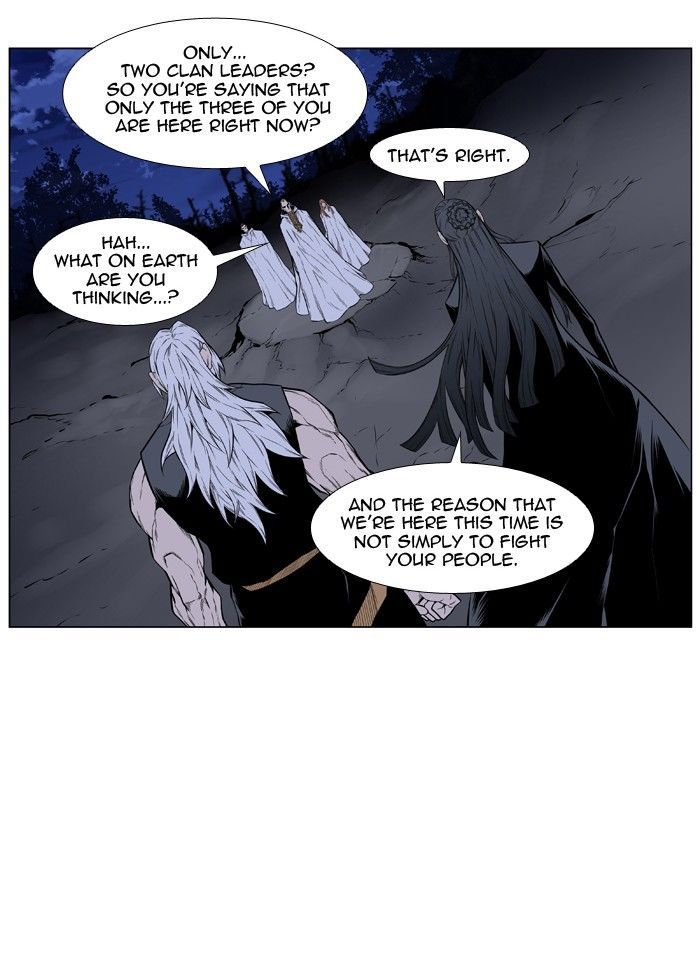 ONLY...
TWO CLAN LEADERS?
SO YOU'RE SAYING THAT
ONLY THE THREE OF YOU
ARE HERE RIGHT NOW?
THAT'S RIGHT.
HAH...
WHAT ON EARTH
ARE YOU
THINKING...?
AND THE REASON THAT
WE'RE HERE THIS TIME IS
NOT SIMPLY TO FIGHT
YOUR PEOPLE.